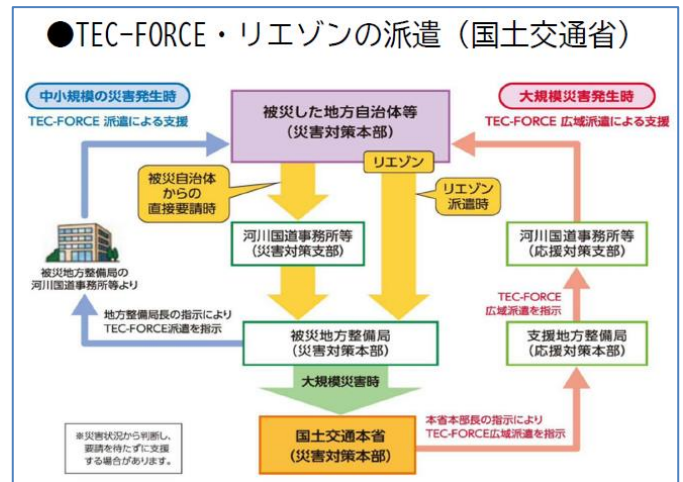 ●TEC-FORCE・リエゾンの派遣（国土交通省）
中小規模の災害発生時
TEC-FORCE 派遣による支援
大規模災害発生時
TEC-FORCE 広域派遣による支援
被災した地方自治体等
（災害対策本部）
リエゾン
被災自治体
からの
直接要請時
リエゾン
派遣時
河川国道事務所等
（災害対策支部）
河川国道事務所等
（応援対策支部）
被災地方整備局の
河川国道事務所等より
地方整備局長の指示により
TEC-FORCE派遣を指示
TEC-FORCE
広域派遣を指示
被災地方整備局
（災害対策本部）
支援地方整備局
（応援対策本部）
大規模災害時
※災害状況から判断し、
要請を待たずに支援
する場合があります。
国土交通本省
（災害対策本部）
本省本部長の指示により
TEC-FORCE広域派遣を指示